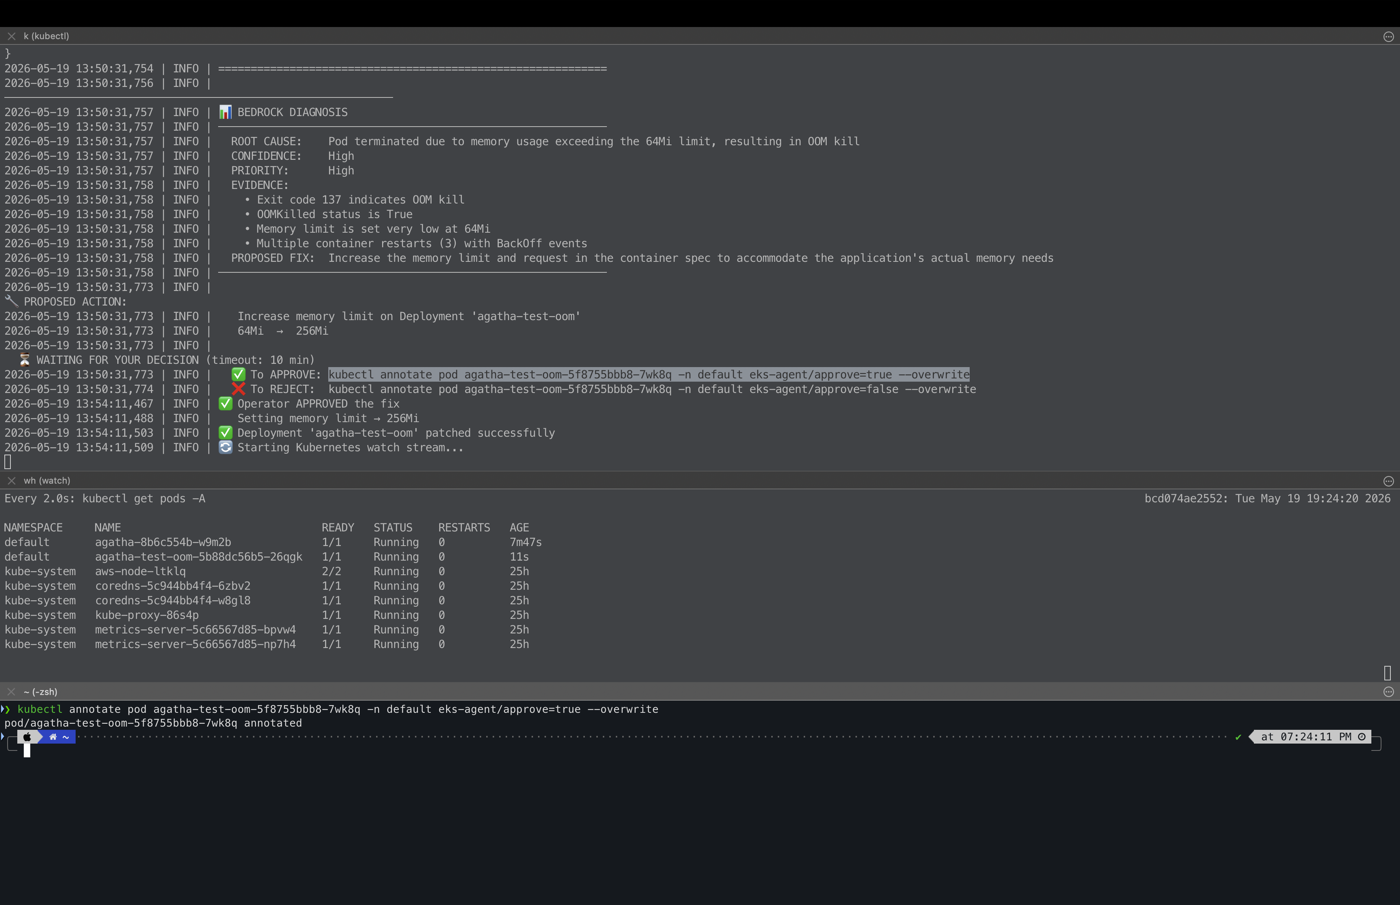 k (kubectl)
}
2026-05-19 13:50:31,754 | INFO | ============================================================
2026-05-19 13:50:31,756 | INFO |
────────────────────────────────────────────────────────────
2026-05-19 13:50:31,757 | INFO | 📊 BEDROCK DIAGNOSIS
2026-05-19 13:50:31,757 | INFO | ────────────────────────────────────────────────────────────
2026-05-19 13:50:31,757 | INFO |   ROOT CAUSE:    Pod terminated due to memory usage exceeding the 64Mi limit, resulting in OOM kill
2026-05-19 13:50:31,757 | INFO |   CONFIDENCE:    High
2026-05-19 13:50:31,757 | INFO |   PRIORITY:      High
2026-05-19 13:50:31,758 | INFO |   EVIDENCE:
2026-05-19 13:50:31,758 | INFO |     • Exit code 137 indicates OOM kill
2026-05-19 13:50:31,758 | INFO |     • OOMKilled status is True
2026-05-19 13:50:31,758 | INFO |     • Memory limit is set very low at 64Mi
2026-05-19 13:50:31,758 | INFO |     • Multiple container restarts (3) with BackOff events
2026-05-19 13:50:31,758 | INFO |   PROPOSED FIX:  Increase the memory limit and request in the container spec to accommodate the application's actual memory needs
2026-05-19 13:50:31,758 | INFO | ────────────────────────────────────────────────────────────
2026-05-19 13:50:31,773 | INFO |
🔧 PROPOSED ACTION:
2026-05-19 13:50:31,773 | INFO |    Increase memory limit on Deployment 'agatha-test-oom'
2026-05-19 13:50:31,773 | INFO |    64Mi  →  256Mi
2026-05-19 13:50:31,773 | INFO |
⏳ WAITING FOR YOUR DECISION (timeout: 10 min)
2026-05-19 13:50:31,773 | INFO |   ✅ To APPROVE: kubectl annotate pod agatha-test-oom-5f8755bbb8-7wk8q -n default eks-agent/approve=true --overwrite
2026-05-19 13:50:31,774 | INFO |   ❌ To REJECT:  kubectl annotate pod agatha-test-oom-5f8755bbb8-7wk8q -n default eks-agent/approve=false --overwrite
2026-05-19 13:54:11,467 | INFO | ✅ Operator APPROVED the fix
2026-05-19 13:54:11,488 | INFO |    Setting memory limit → 256Mi
2026-05-19 13:54:11,503 | INFO | ✅ Deployment 'agatha-test-oom' patched successfully
2026-05-19 13:54:11,509 | INFO | 🔄 Starting Kubernetes watch stream...
wh (watch)
Every 2.0s: kubectl get pods -A    bcd074ae2552: Tue May 19 19:24:20 2026
NAMESPACE     NAME                               READY   STATUS    RESTARTS   AGE
default       agatha-8b6c554b-w9m2b              1/1     Running   0          7m47s
default       agatha-test-oom-5b88dc56b5-26qgk   1/1     Running   0          11s
kube-system   aws-node-ltklq                     2/2     Running   0          25h
kube-system   coredns-5c944bb4f4-6zbv2           1/1     Running   0          25h
kube-system   coredns-5c944bb4f4-w8gl8           1/1     Running   0          25h
kube-system   kube-proxy-86s4p                   1/1     Running   0          25h
kube-system   metrics-server-5c66567d85-bpvw4    1/1     Running   0          25h
kube-system   metrics-server-5c66567d85-np7h4    1/1     Running   0          25h
~ (-zsh)
❯ kubectl annotate pod agatha-test-oom-5f8755bbb8-7wk8q -n default eks-agent/approve=true --overwrite
pod/agatha-test-oom-5f8755bbb8-7wk8q annotated
~    ✔ at 07:24:11 PM